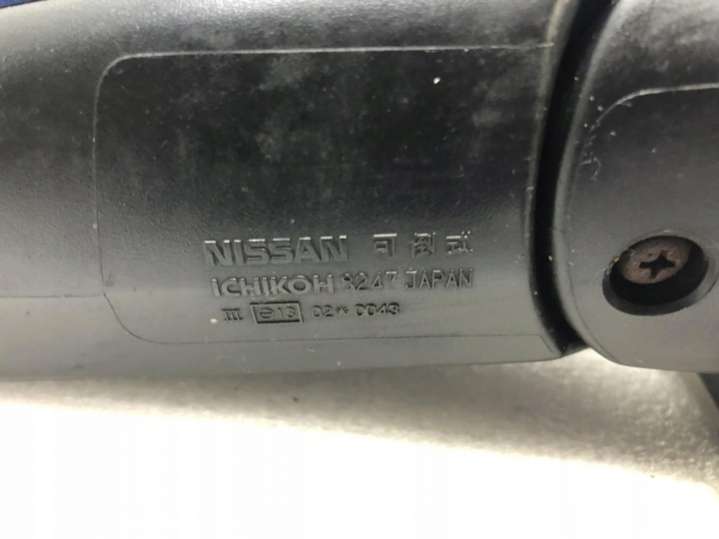 NISSAN 可倒式
ICHIKOH 8247 JAPAN
III e13 02* 0043